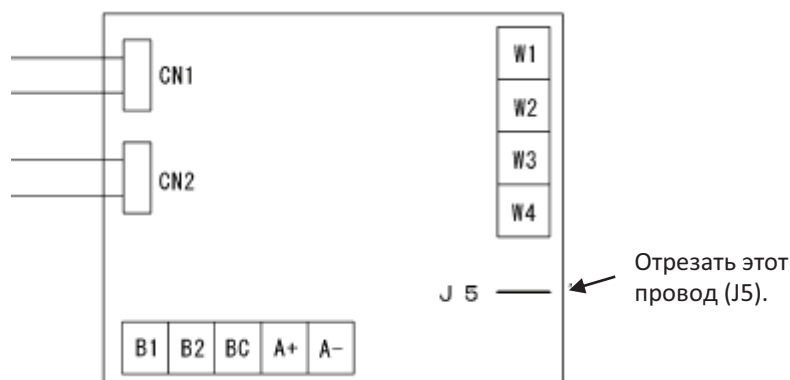 CN1
CN2
W1
W2
W3
W4
J 5
Отрезать этот
провод (J5).
B1 B2 BC A+ A-